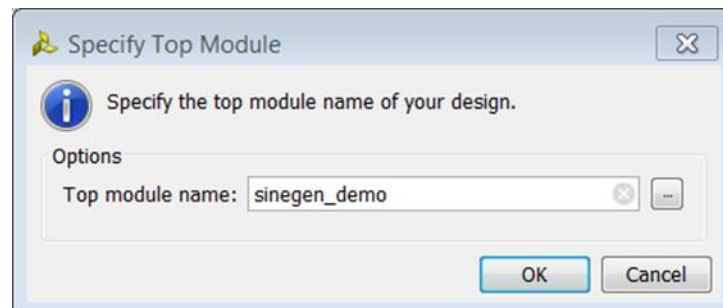 Specify Top Module
Specify the top module name of your design.
Options
Top module name: sinegen_demo ...
OK Cancel